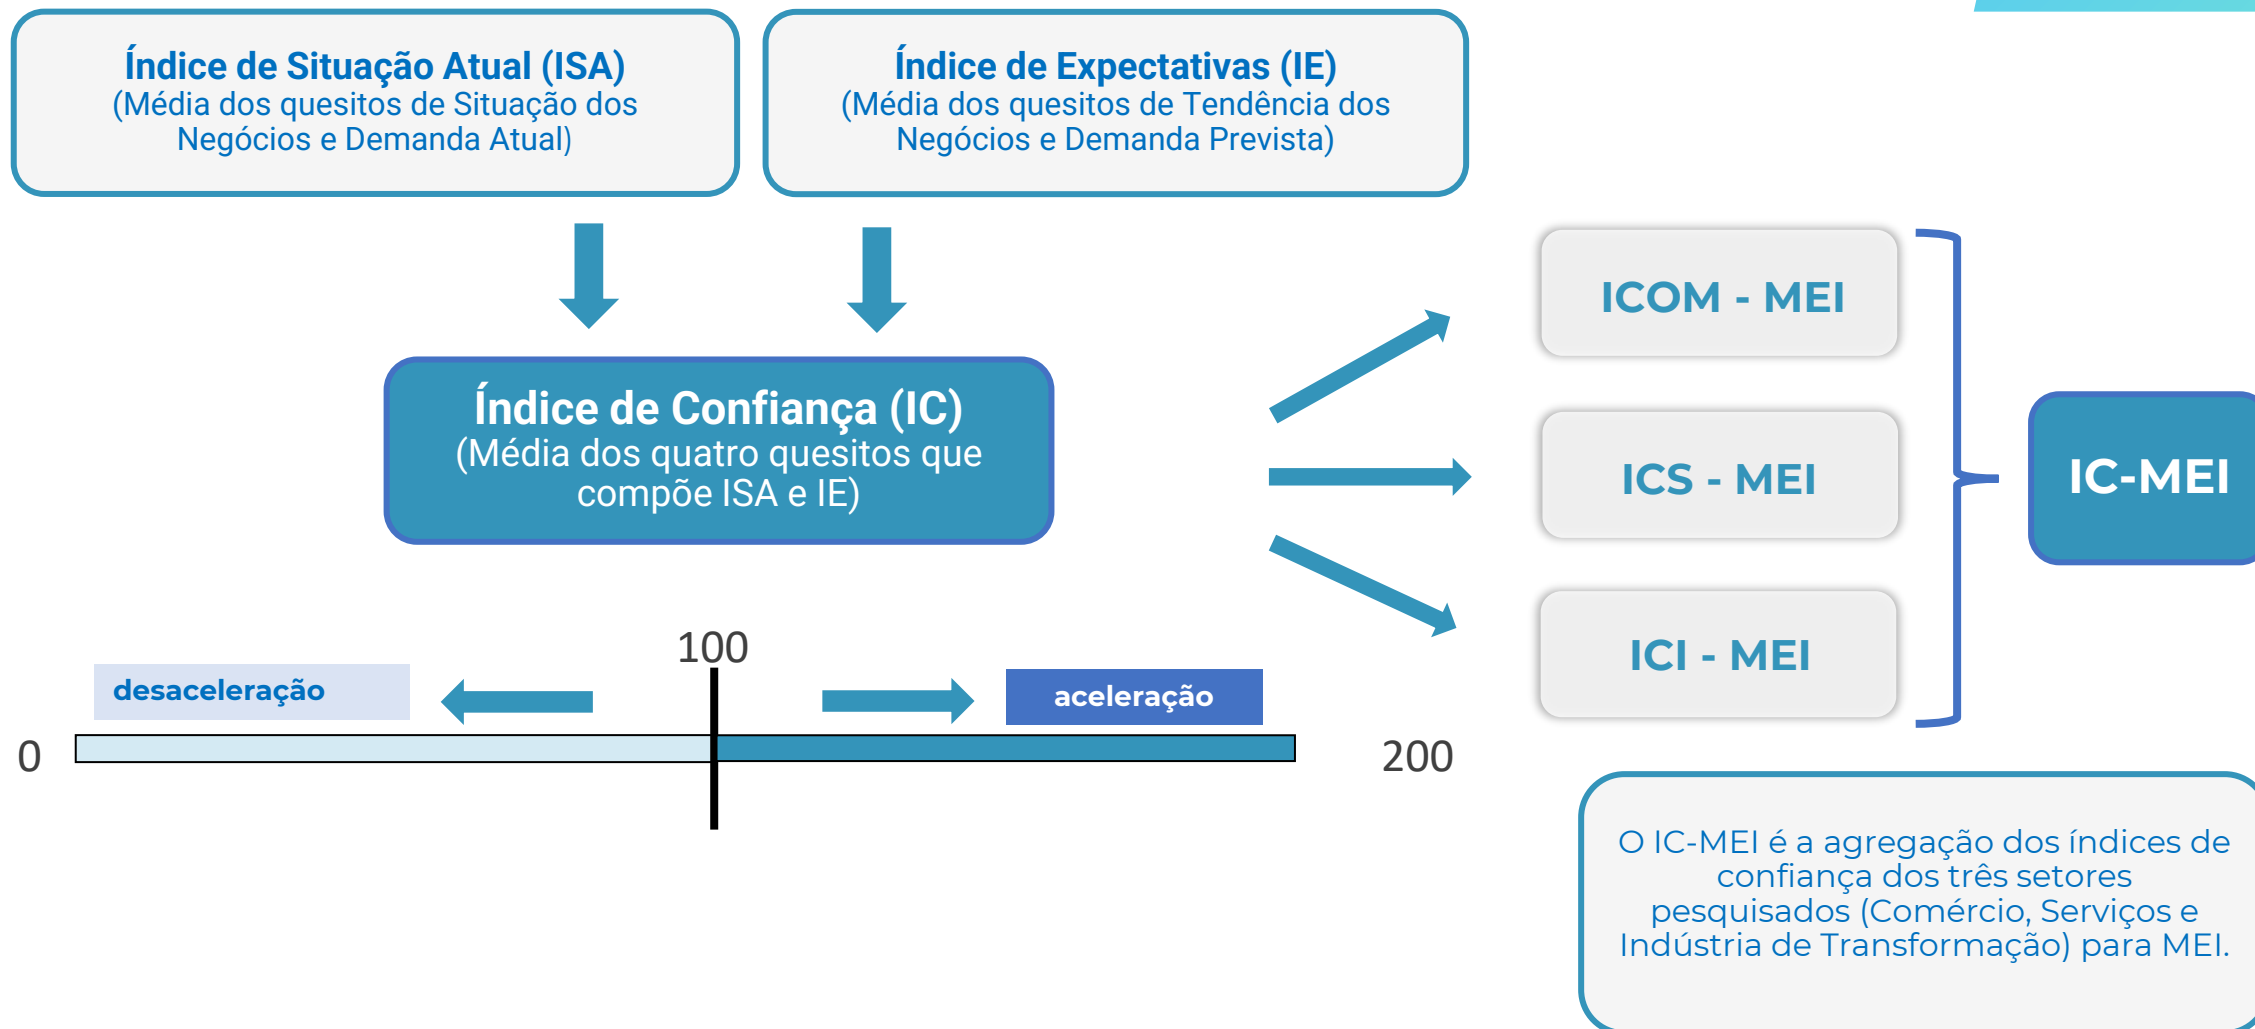 Índice de Situação Atual (ISA)
(Média dos quesitos de Situação dos
Negócios e Demanda Atual)
Índice de Expectativas (IE)
(Média dos quesitos de Tendência dos
Negócios e Demanda Prevista)
Índice de Confiança (IC)
(Média dos quatro quesitos que
compõe ISA e IE)
ICOM - MEI
ICS - MEI
ICI - MEI
IC-MEI
100
desaceleração
aceleração
0
200
O IC-MEI é a agregação dos índices de
confiança dos três setores
pesquisados (Comércio, Serviços e
Indústria de Transformação) para MEI.